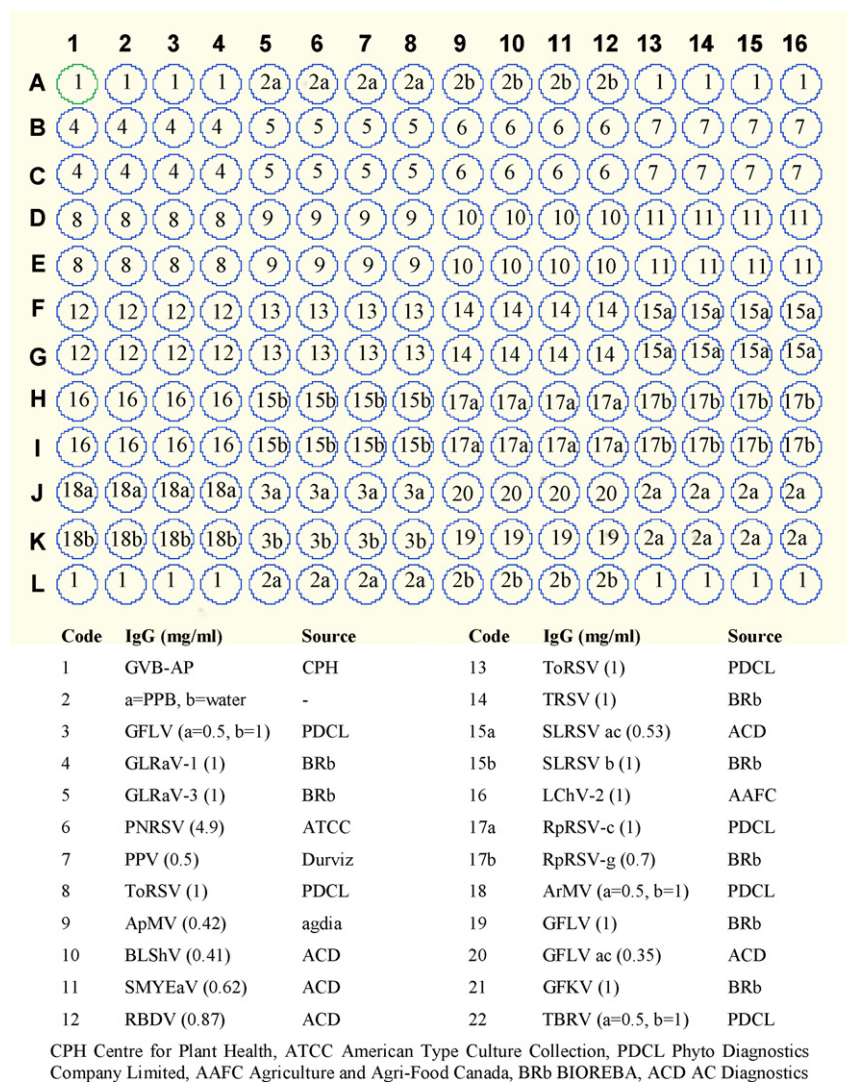 1 2 3 4 5 6 7 8 9 10 11 12 13 14 15 16
A 1 1 1 1 2a 2a 2a 2a 2b 2b 2b 2b 1 1 1 1
B 4 4 4 4 5 5 5 5 6 6 6 6 7 7 7 7
C 4 4 4 4 5 5 5 5 6 6 6 6 7 7 7 7
D 8 8 8 8 9 9 9 9 10 10 10 10 11 11 11 11
E 8 8 8 8 9 9 9 9 10 10 10 10 11 11 11 11
F 12 12 12 12 13 13 13 13 14 14 14 14 15a 15a 15a 15a
G 12 12 12 12 13 13 13 13 14 14 14 14 15a 15a 15a 15a
H 16 16 16 16 15b 15b 15b 15b 17a 17a 17a 17a 17b 17b 17b 17b
I 16 16 16 16 15b 15b 15b 15b 17a 17a 17a 17a 17b 17b 17b 17b
J 18a 18a 18a 18a 3a 3a 3a 3a 20 20 20 20 2a 2a 2a 2a
K 18b 18b 18b 18b 3b 3b 3b 3b 19 19 19 19 2a 2a 2a 2a
L 1 1 1 1 2a 2a 2a 2a 2b 2b 2b 2b 1 1 1 1
Code IgG (mg/ml) Source Code IgG (mg/ml) Source
1 GVB-AP CPH 13 ToRSV (1) PDCL
2 a=PPB, b=water - 14 TRSV (1) BRb
3 GFLV (a=0.5, b=1) PDCL 15a SLRSV ac (0.53) ACD
4 GLRaV-1 (1) BRb 15b SLRSV b (1) BRb
5 GLRaV-3 (1) BRb 16 LChV-2 (1) AAFC
6 PNRSV (4.9) ATCC 17a RpRSV-c (1) PDCL
7 PPV (0.5) Durviz 17b RpRSV-g (0.7) BRb
8 ToRSV (1) PDCL 18 ArMV (a=0.5, b=1) PDCL
9 ApMV (0.42) agdia 19 GFLV (1) BRb
10 BLShV (0.41) ACD 20 GFLV ac (0.35) ACD
11 SMYEaV (0.62) ACD 21 GFKV (1) BRb
12 RBDV (0.87) ACD 22 TBRV (a=0.5, b=1) PDCL
CPH Centre for Plant Health, ATCC American Type Culture Collection, PDCL Phyto Diagnostics
Company Limited, AAFC Agriculture and Agri-Food Canada, BRb BIOREBA, ACD AC Diagnostics